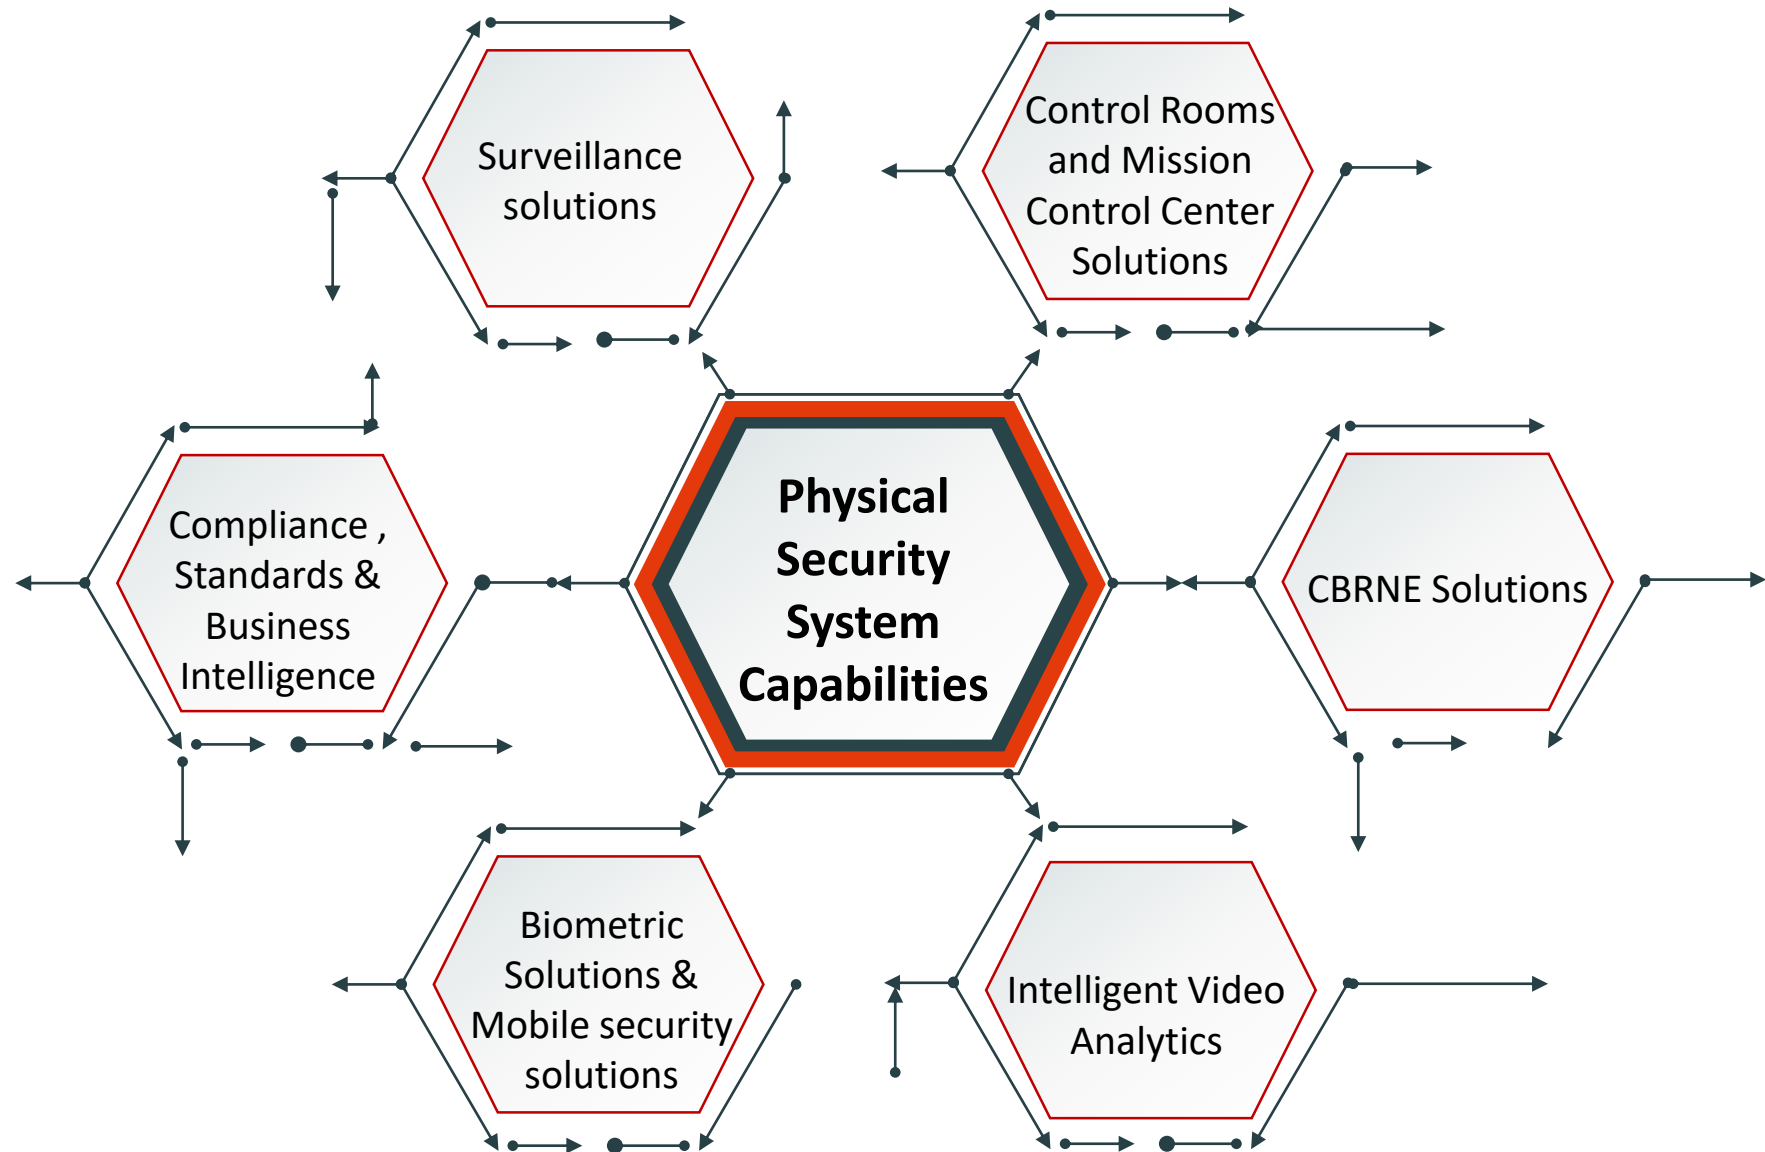 Surveillance
solutions
Control Rooms
and Mission
Control Center
Solutions
Compliance ,
Standards &
Business
Intelligence
Physical
Security
System
Capabilities
CBRNE Solutions
Biometric
Solutions &
Mobile security
solutions
Intelligent Video
Analytics